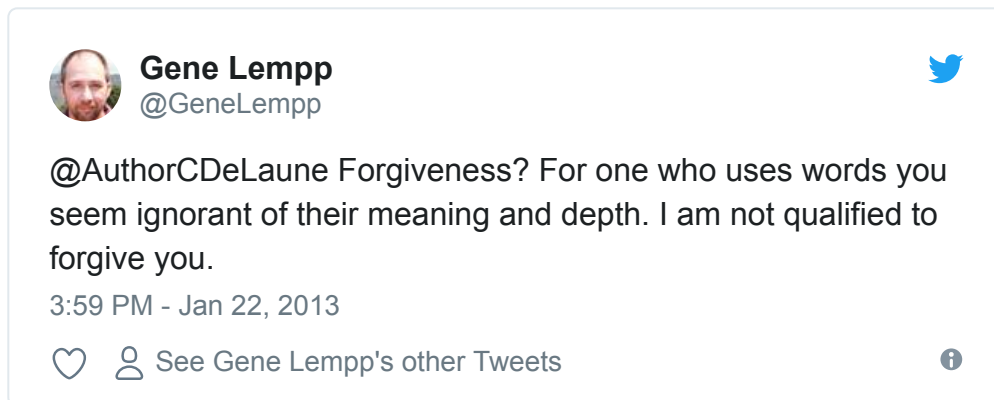 Gene Lempp
@GeneLempp
@AuthorCDeLaune Forgiveness? For one who uses words you
seem ignorant of their meaning and depth. I am not qualified to
forgive you.
3:59 PM - Jan 22, 2013
See Gene Lempp's other Tweets